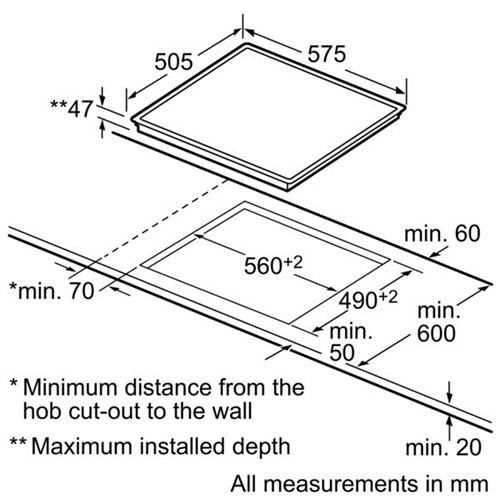 505
575
**47
min. 60
560+2
*min. 70
490+2
min.
600
min.
50
* Minimum distance from the
hob cut-out to the wall
** Maximum installed depth
min. 20
All measurements in mm